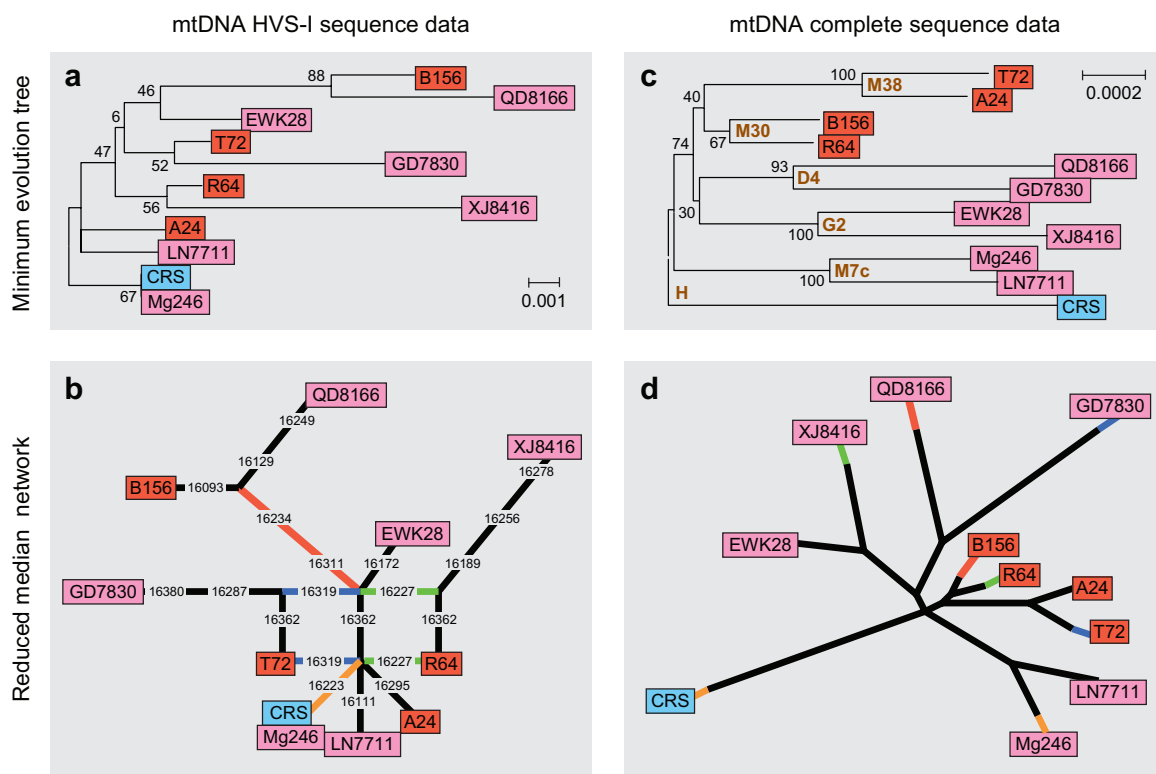 mtDNA HVS-I sequence data
mtDNA complete sequence data
Minimum evolution tree
a
88
B156
QD8166
46
EWK28
6
T72
47
52
GD7830
R64
56
XJ8416
A24
LN7711
CRS
67
Mg246
0.001
c
100
T72
M38
A24
0.0002
40
B156
M30
67
R64
74
93
QD8166
D4
GD7830
30
EWK28
G2
100
XJ8416
Mg246
M7c
100
LN7711
H
CRS
Reduced median network
b
QD8166
16249
16129
XJ8416
16278
B156
16093
16234
16256
EWK28
16311
16172
16189
GD7830
16380
16287
16319
16227
16362
16362
16362
T72
16319
16227
R64
16223
16295
16111
CRS
A24
Mg246
LN7711
d
QD8166
GD7830
XJ8416
EWK28
B156
R64
A24
T72
CRS
LN7711
Mg246